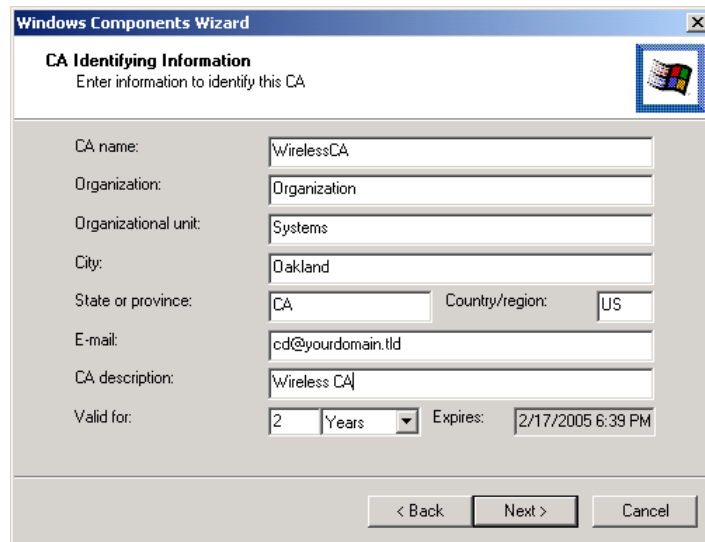 Windows Components Wizard
CA Identifying Information
Enter information to identify this CA
CA name: WirelessCA
Organization: Organization
Organizational unit: Systems
City: Oakland
State or province: CA Country/region: US
E-mail: cd@yourdomain.tld
CA description: Wireless CA
Valid for: 2 Years Expires: 2/17/2005 6:39 PM
< Back Next > Cancel